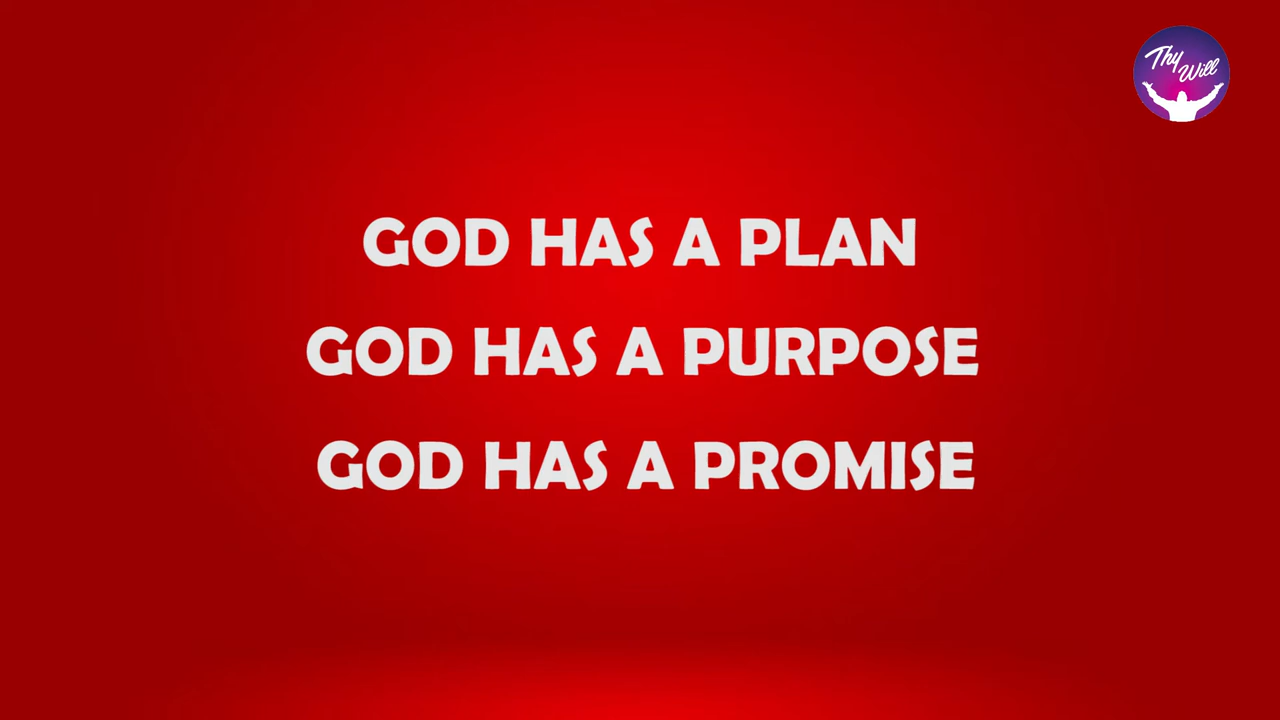 Thy
Will
GOD HAS A PLAN
GOD HAS A PURPOSE
GOD HAS A PROMISE